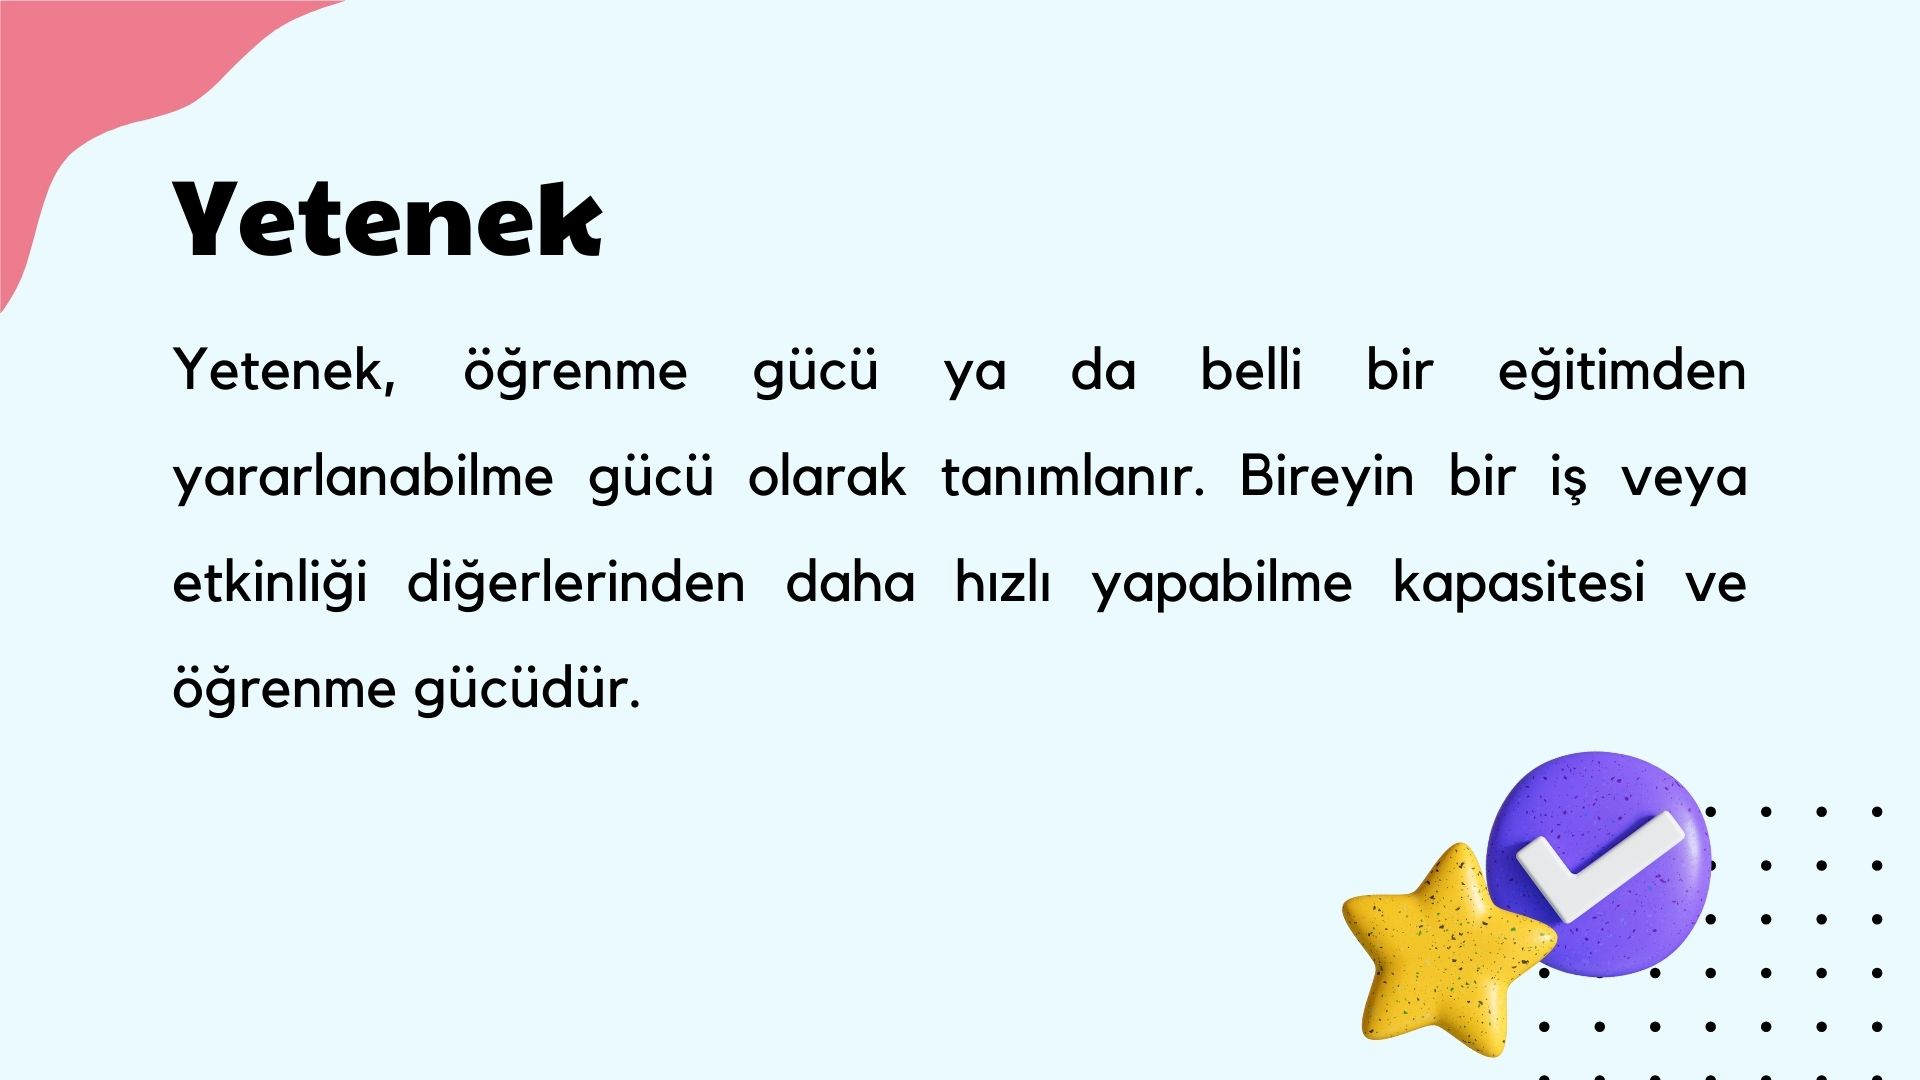 Yetenek
Yetenek, öğrenme gücü ya da belli bir eğitimden
yararlanabilme gücü olarak tanımlanır. Bireyin bir iş veya
etkinliği diğerlerinden daha hızlı yapabilme kapasitesi ve
öğrenme gücüdür.